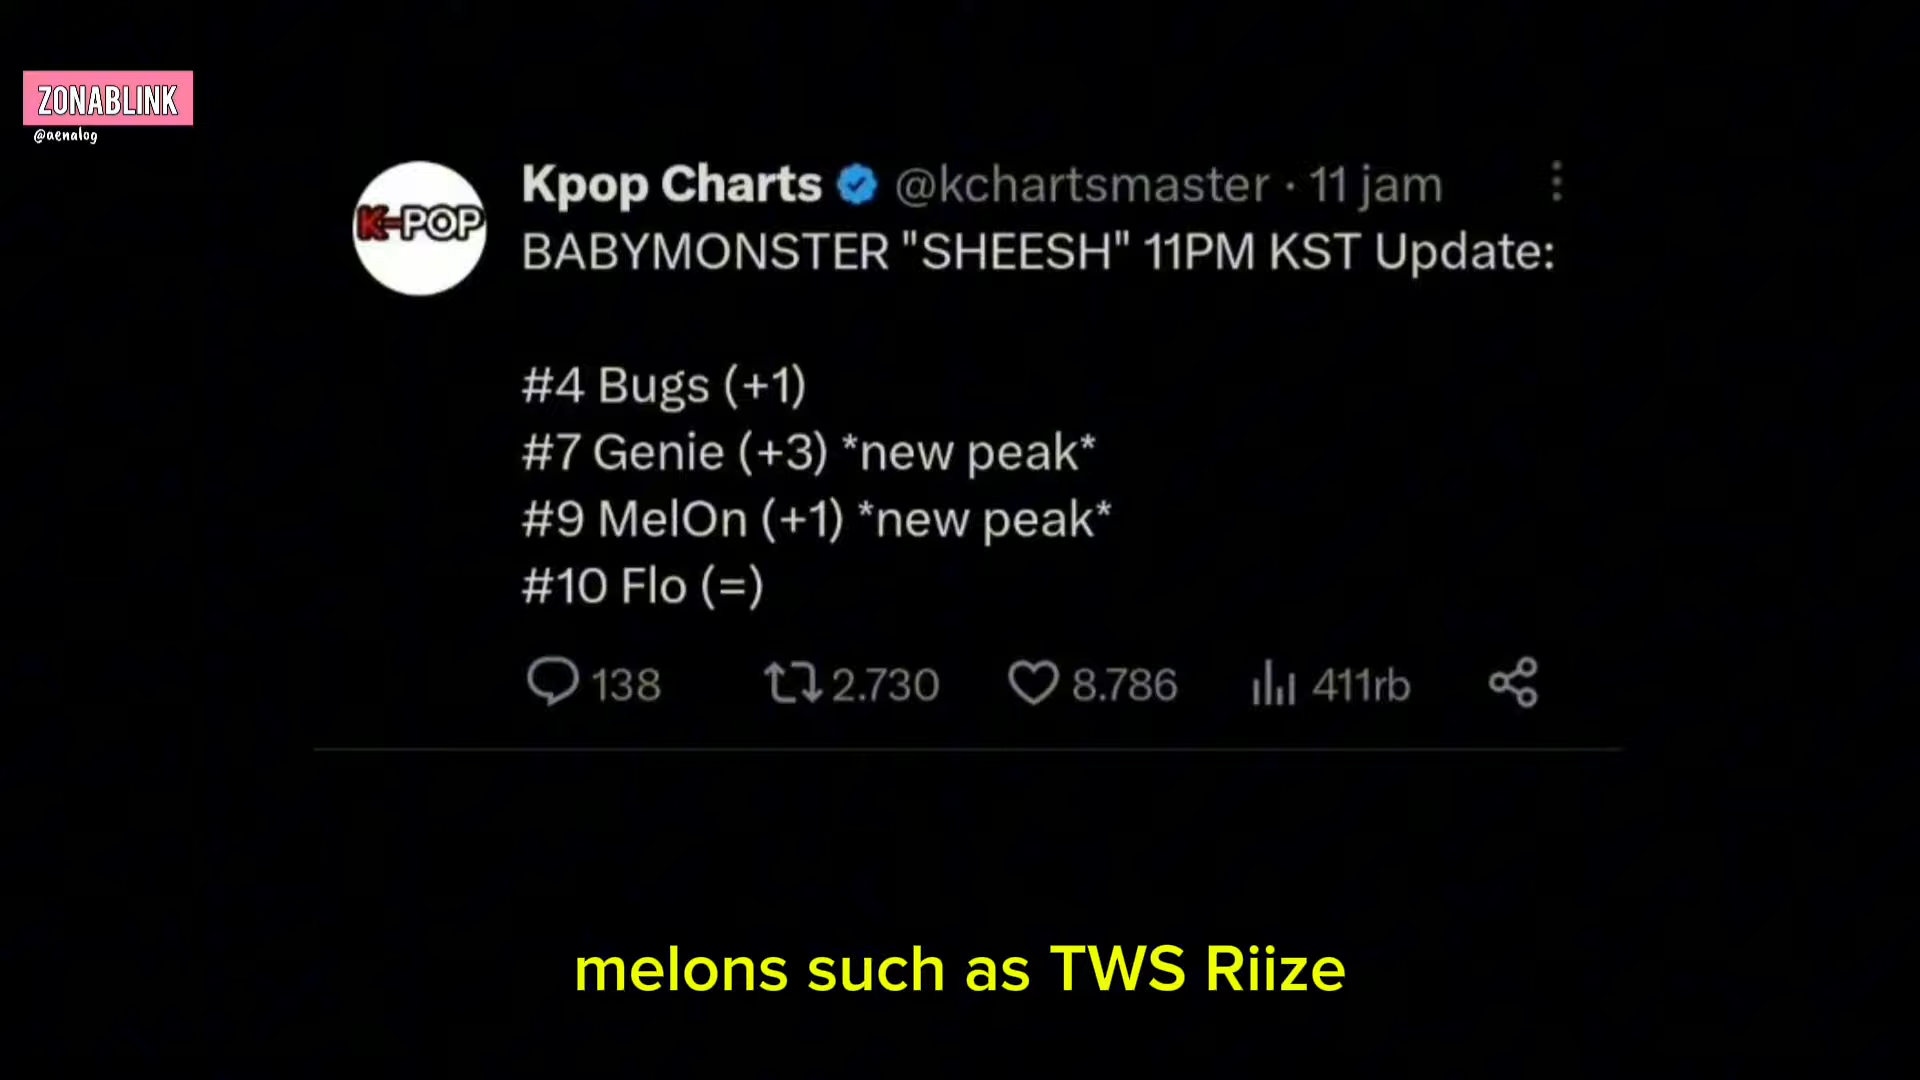 ZONABLINK
@aenalog
K-POP
Kpop Charts @kchartsmaster · 11 jam
BABYMONSTER "SHEESH" 11PM KST Update:
#4 Bugs (+1)
#7 Genie (+3) *new peak*
#9 MelOn (+1) *new peak*
#10 Flo (=)
138 2.730 8.786 411rb
melons such as TWS Riize